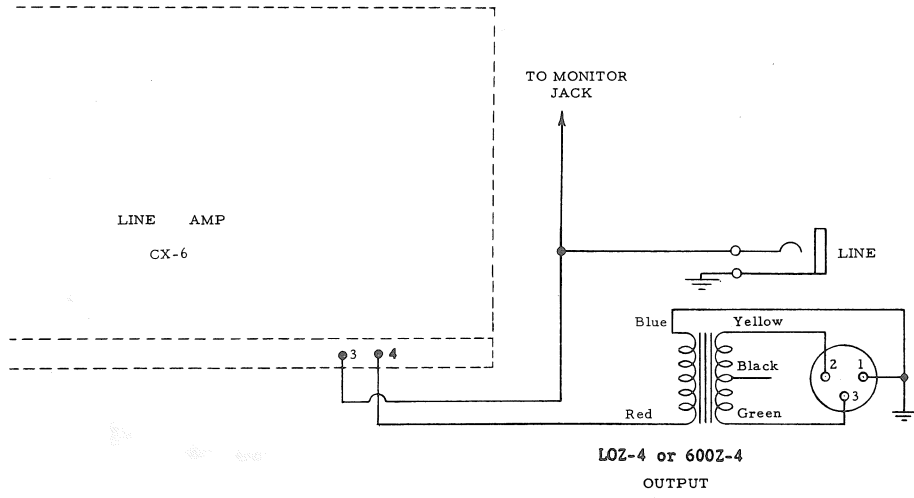 TO MONITOR
JACK
LINE AMP
CX-6
LINE
Blue
Yellow
3
4
Black
2
1
3
Red
Green
LOZ-4 or 600Z-4
OUTPUT